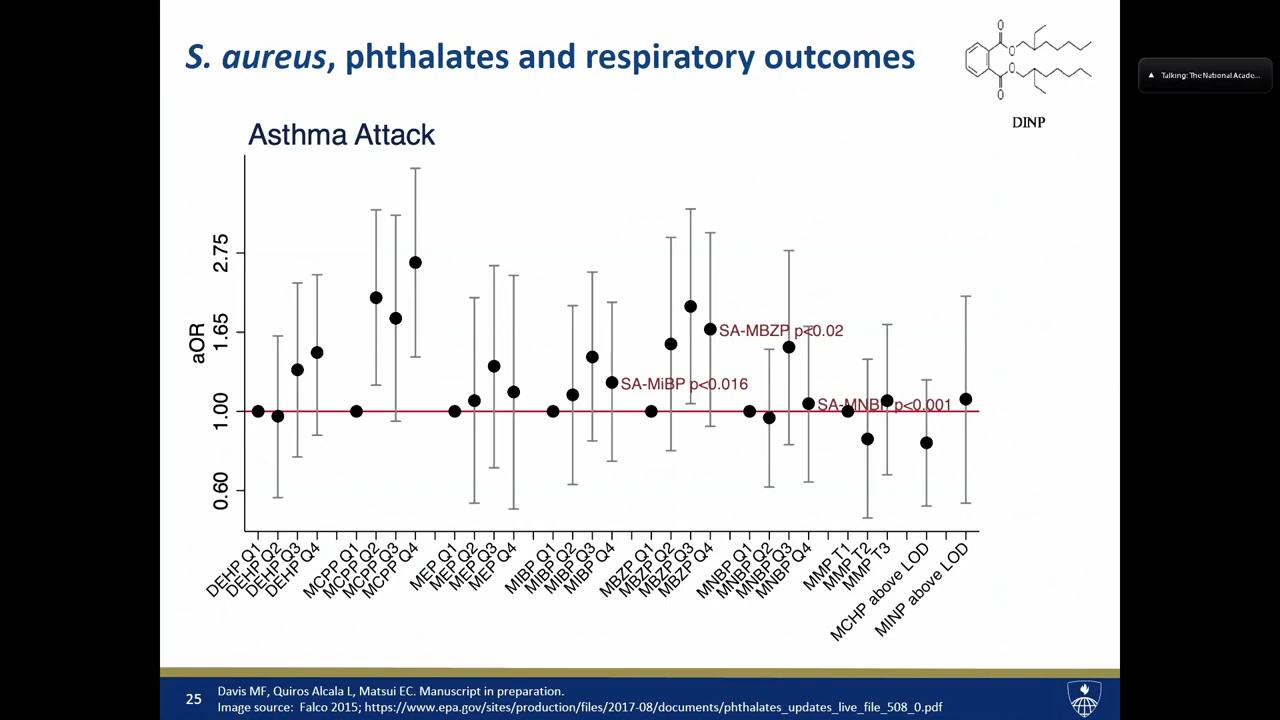 S. aureus, phthalates and respiratory outcomes
O
O
O
O
DINP
▲ Talking: The National Acade...
Asthma Attack
aOR
2.75
1.65
1.00
0.60
SA-MiBP p<0.016
SA-MBZP p<0.02
SA-MNBP p<0.001
DEHP Q1
DEHP Q2
DEHP Q3
DEHP Q4
MCPP Q1
MCPP Q2
MCPP Q3
MCPP Q4
MEP Q1
MEP Q2
MEP Q3
MEP Q4
MIBP Q1
MIBP Q2
MIBP Q3
MIBP Q4
MBZP Q1
MBZP Q2
MBZP Q3
MBZP Q4
MNBP Q1
MNBP Q2
MNBP Q3
MNBP Q4
MMP T1
MMP T2
MMP T3
MCHP above LOD
MINP above LOD
25
Davis MF, Quiros Alcala L, Matsui EC. Manuscript in preparation.
Image source: Falco 2015; https://www.epa.gov/sites/production/files/2017-08/documents/phthalates_updates_live_file_508_0.pdf